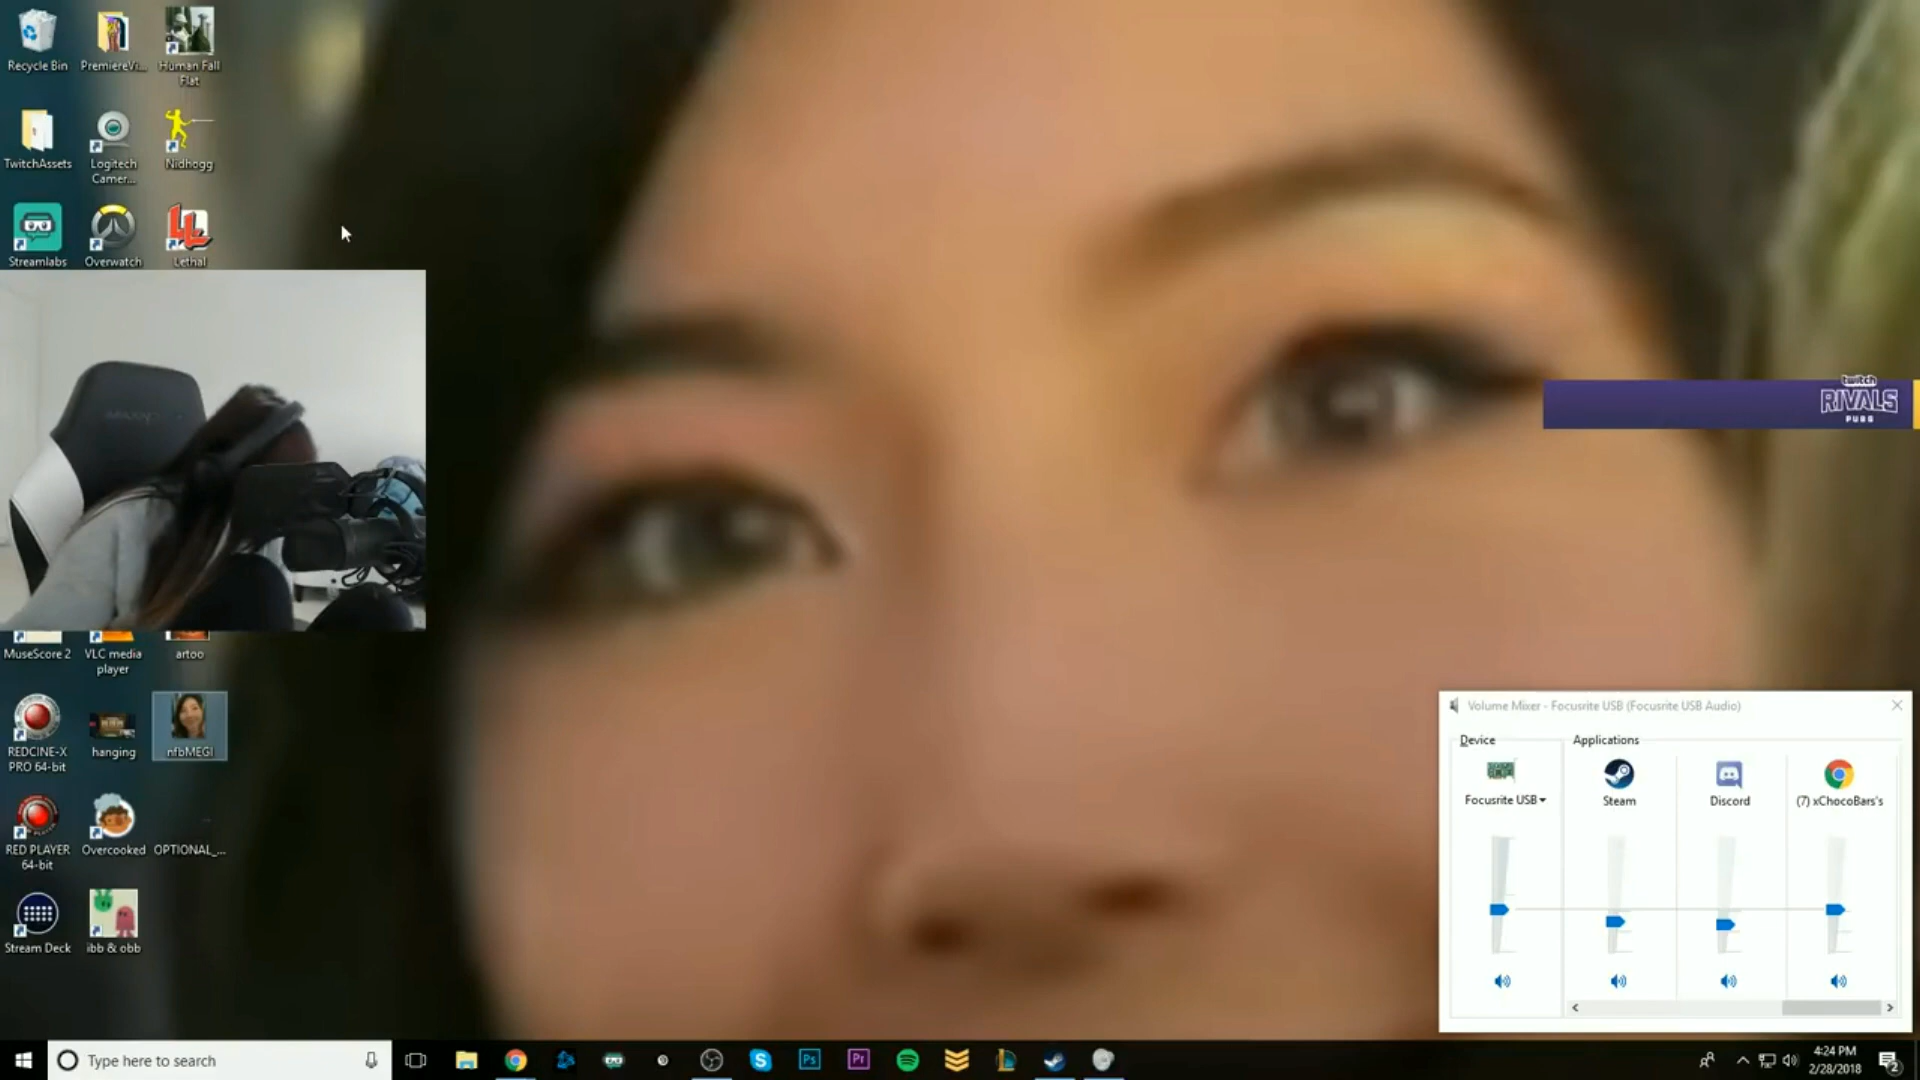 Recycle Bin
PremiereVi...
Human Fall
Flat
TwitchAssets
Logitech
Camer...
Nidhogg
Streamlabs
Overwatch
Lethal
MuseScore 2
VLC media
player
artoo
REDCINE-X
PRO 64-bit
hanging
nfbMEGI
RED PLAYER
64-bit
Overcooked
OPTIONAL_...
Stream Deck
ibb & obb
twitch
RIVALS
PUBG
Volume Mixer - Focusrite USB (Focusrite USB Audio)
Device
Applications
Focusrite USB
Steam
Discord
(7) xChocoBars's
Type here to search
Ps
Pr
4:24 PM
2/28/2018
2